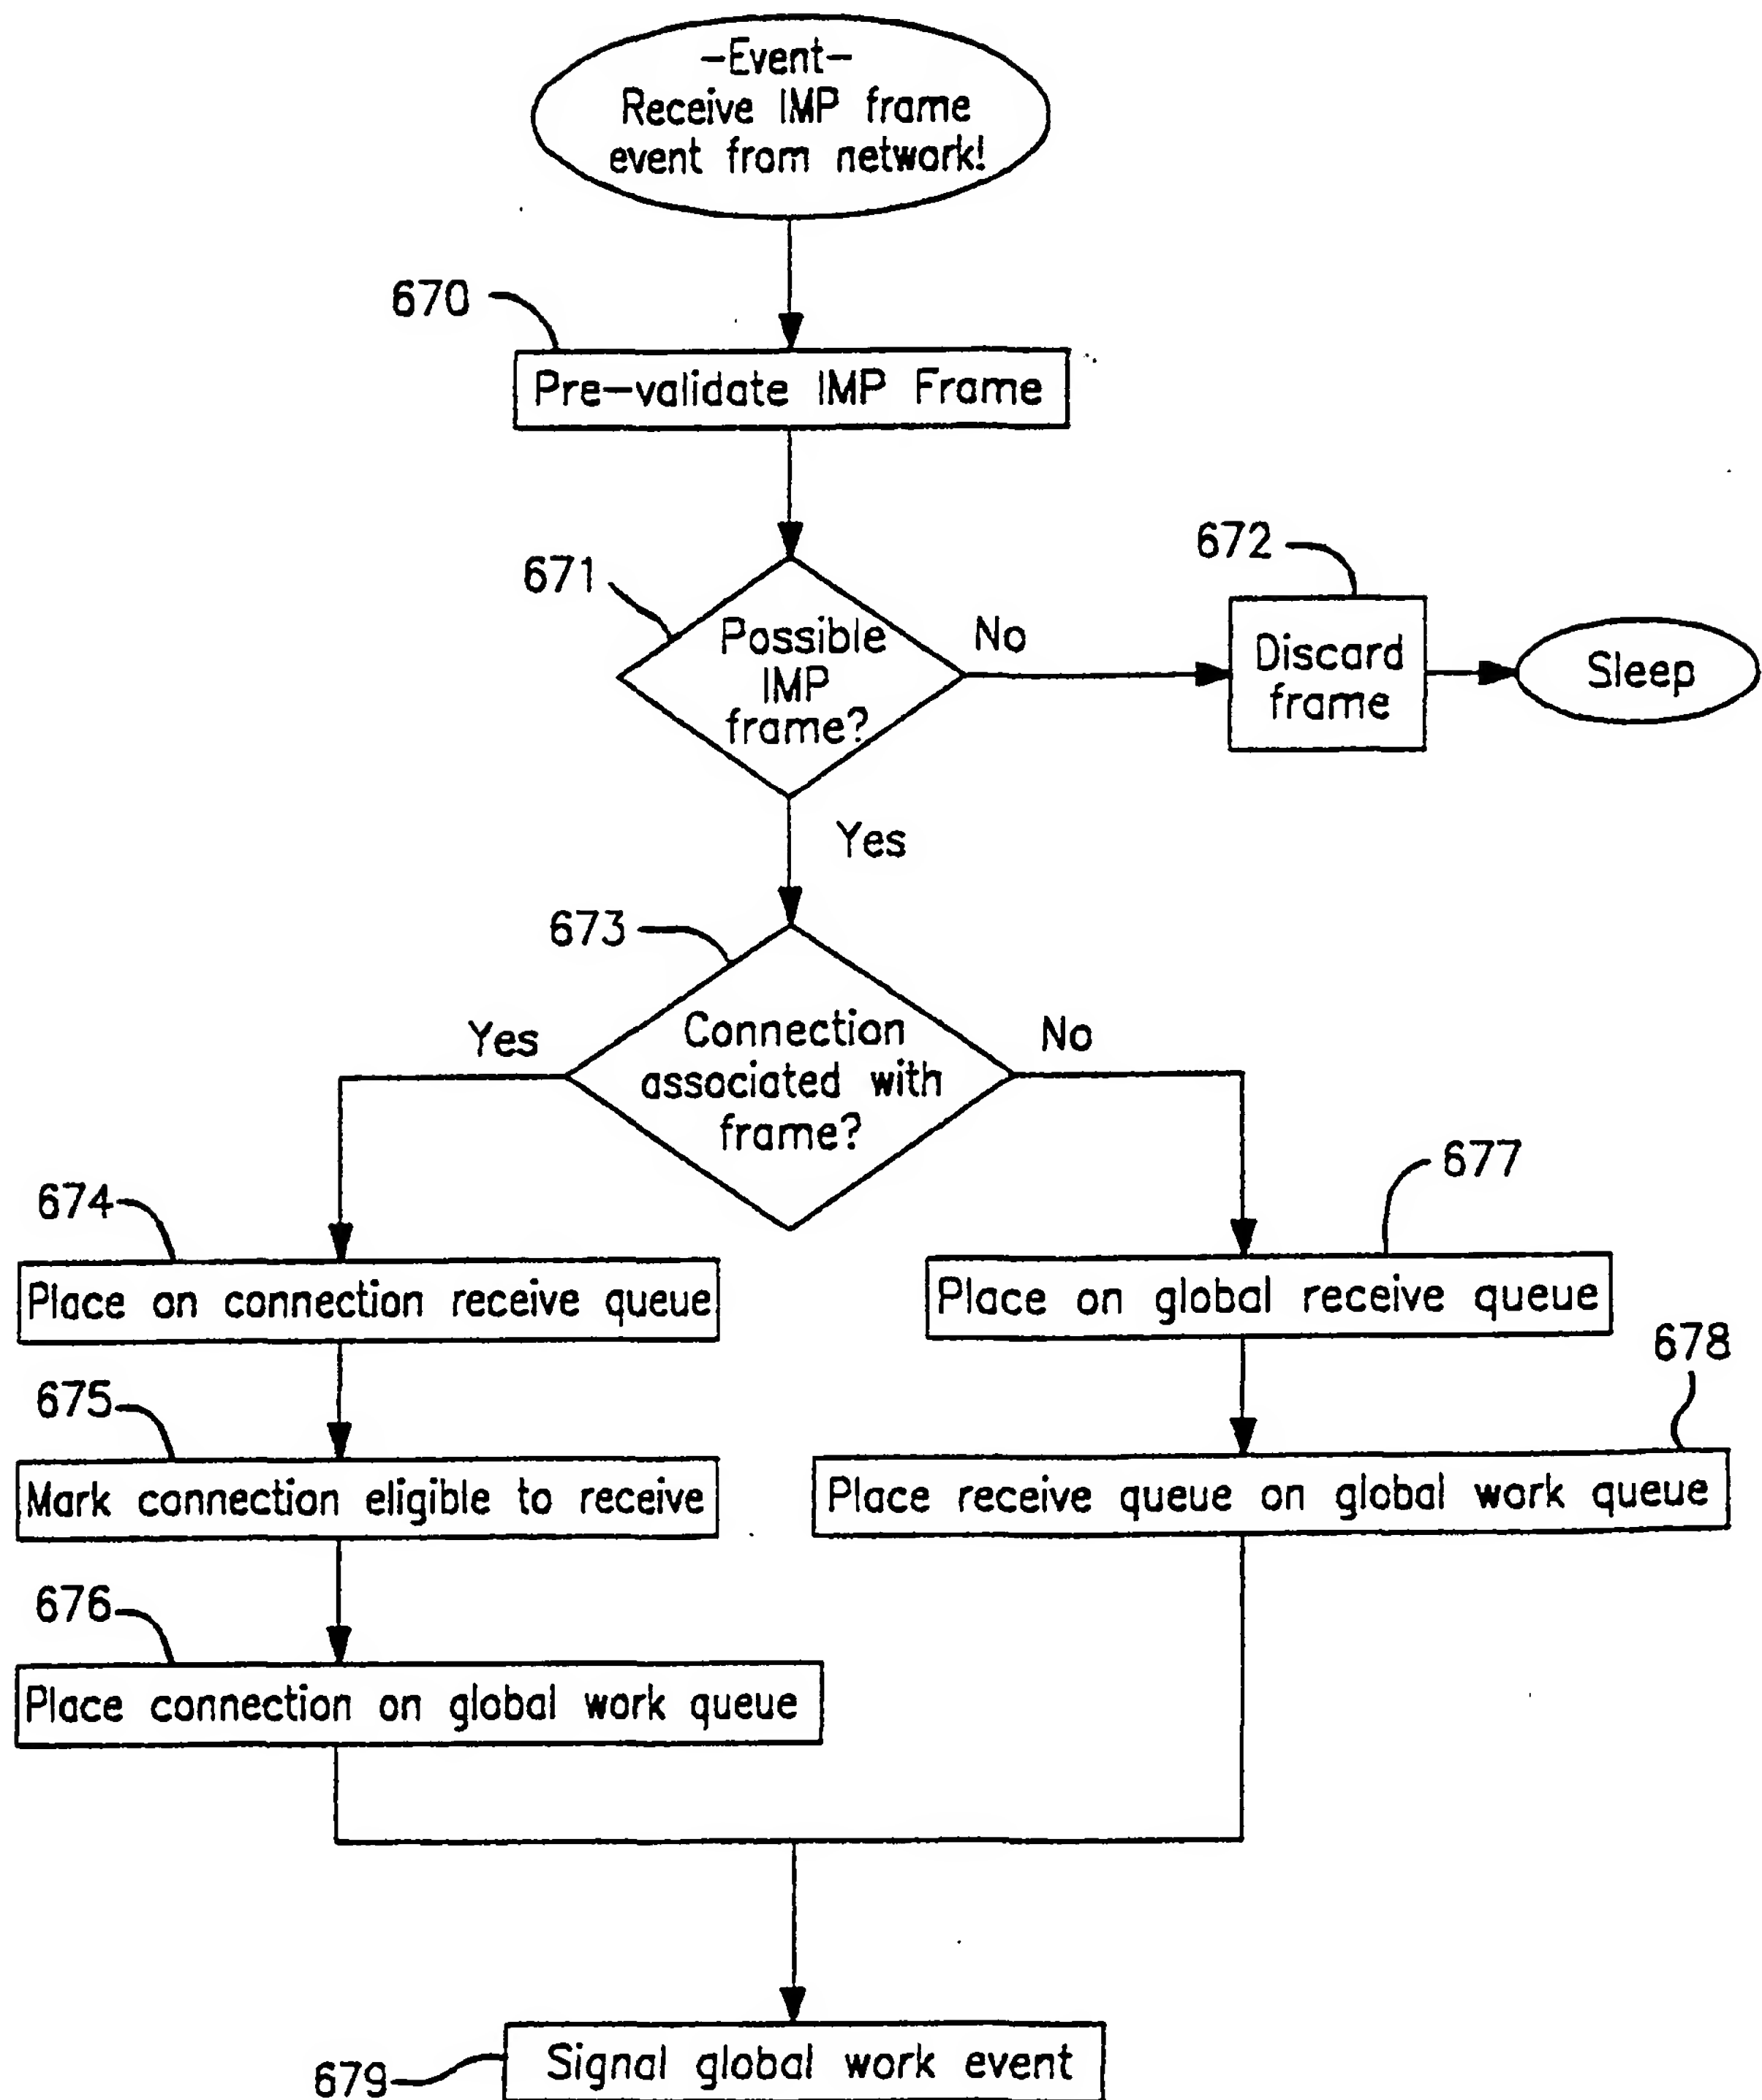 -Event-
Receive IMP frame
event from network!
670
Pre-validate IMP Frame
671
Possible
IMP
frame?
No
672
Discard
frame
Sleep
Yes
673
Connection
associated with
frame?
Yes
No
674
Place on connection receive queue
677
Place on global receive queue
675
Mark connection eligible to receive
678
Place receive queue on global work queue
676
Place connection on global work queue
679
Signal global work event